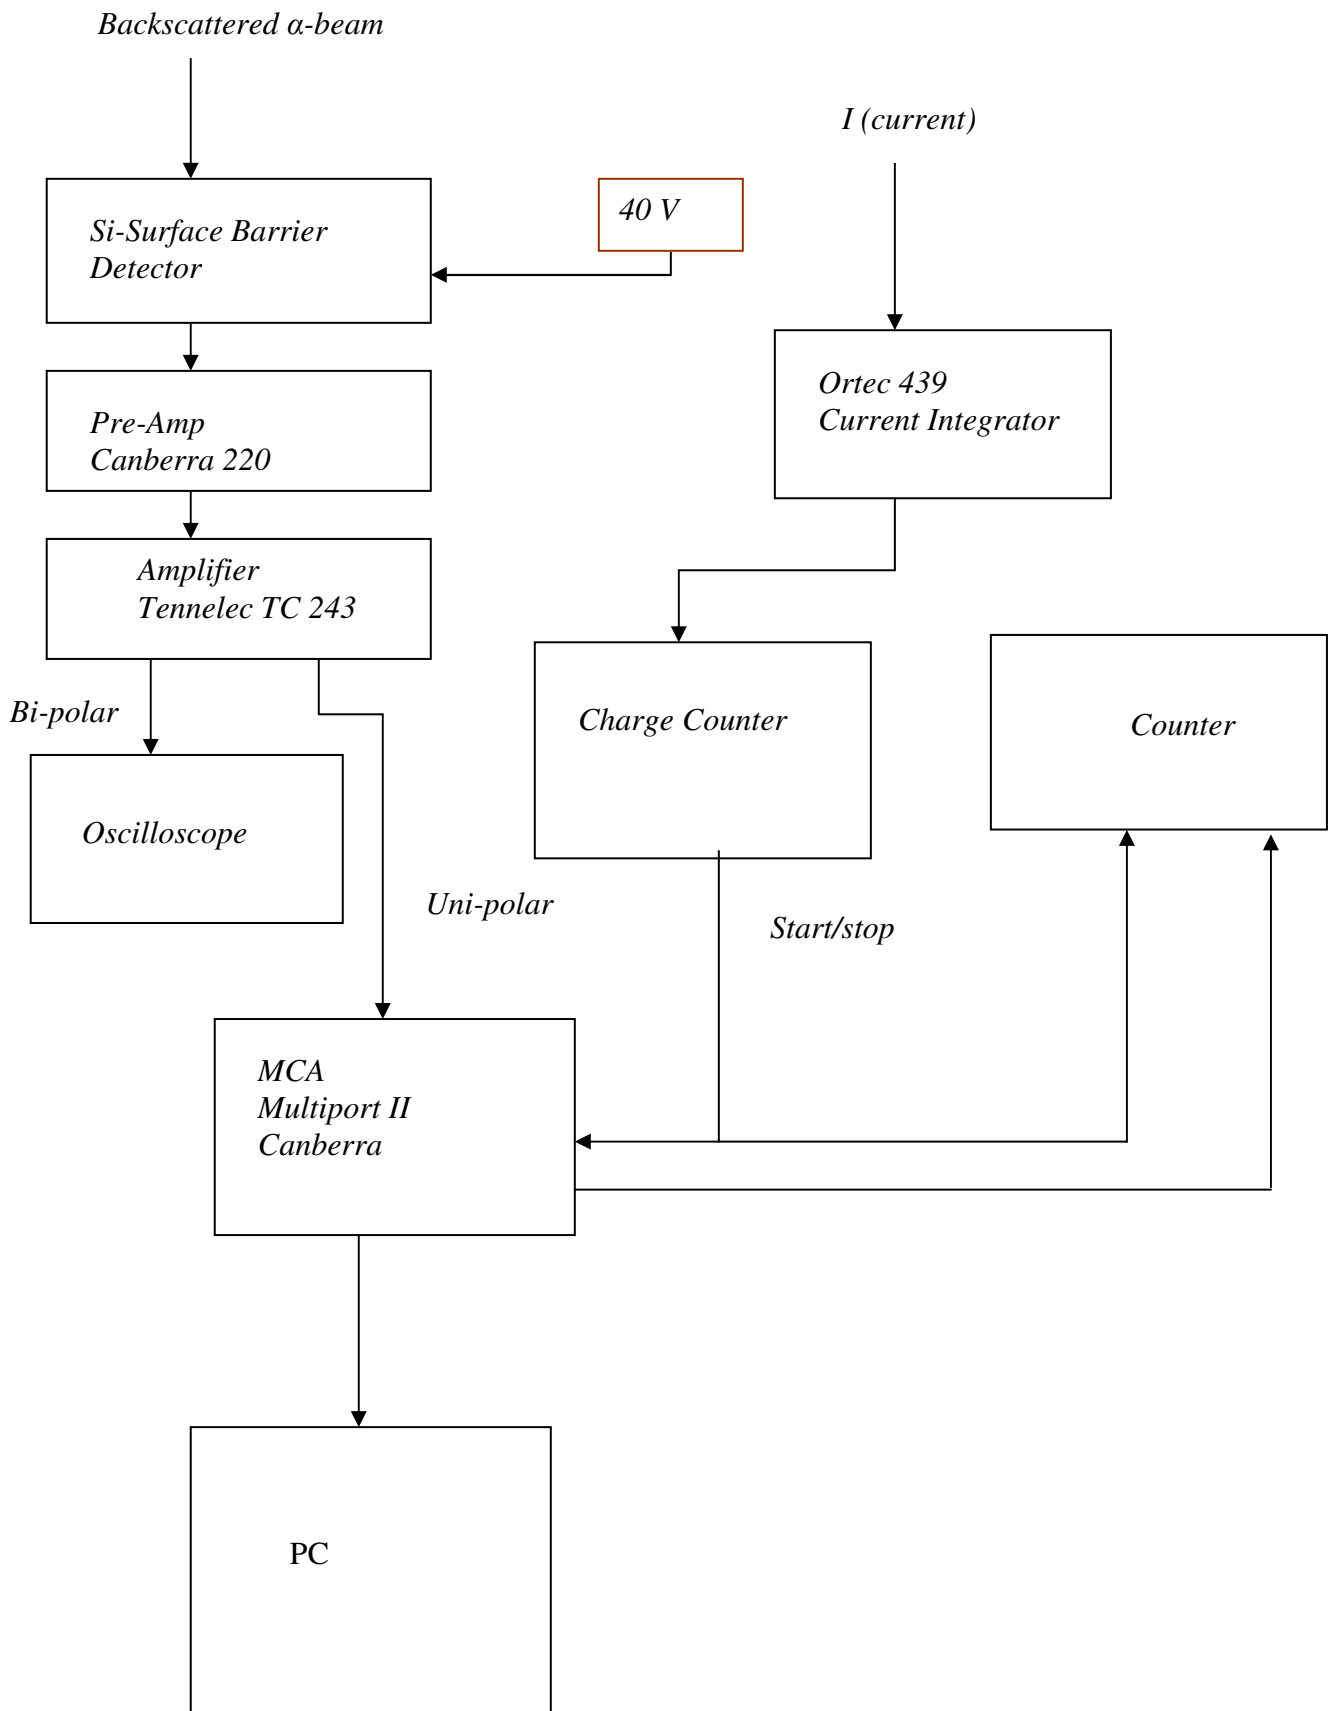 Backscattered α-beam
I (current)
40 V
Si-Surface Barrier
Detector
Ortec 439
Current Integrator
Pre-Amp
Canberra 220
Amplifier
Tennelec TC 243
Bi-polar
Charge Counter
Counter
Oscilloscope
Uni-polar
Start/stop
MCA
Multiport II
Canberra
PC